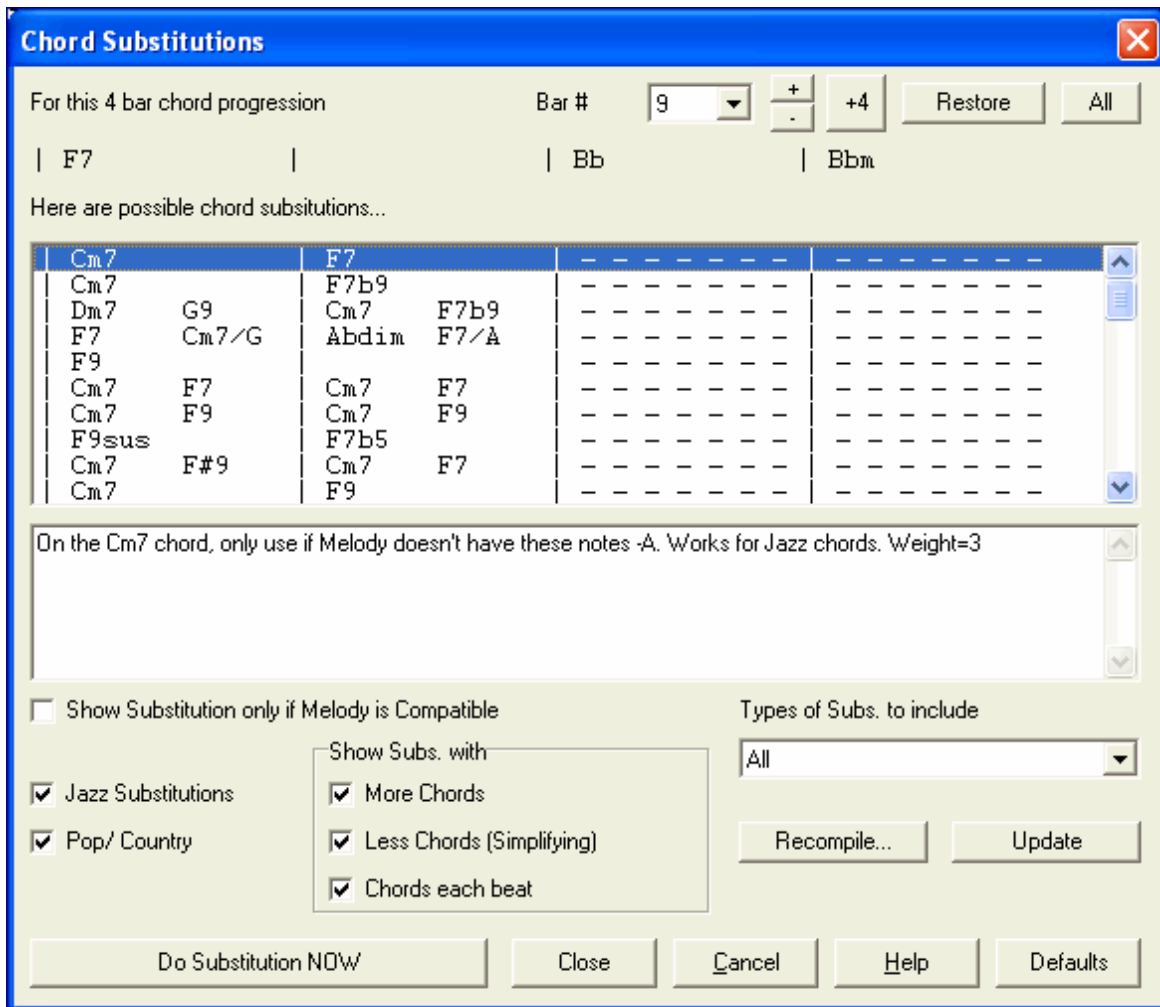 Chord Substitutions
For this 4 bar chord progression Bar # 9 + - +4 Restore All
| F7 | | Bb | Bbm
Here are possible chord subsitutions...
| Cm7 | F7 | - - - - - - - | - - - - - - -
| Cm7 | F7b9 | - - - - - - - | - - - - - - -
| Dm7 G9 | Cm7 F7b9 | - - - - - - - | - - - - - - -
| F7 Cm7/G | Abdim F7/A | - - - - - - - | - - - - - - -
| F9 | | - - - - - - - | - - - - - - -
| Cm7 F7 | Cm7 F7 | - - - - - - - | - - - - - - -
| Cm7 F9 | Cm7 F9 | - - - - - - - | - - - - - - -
| F9sus | F7b5 | - - - - - - - | - - - - - - -
| Cm7 F#9 | Cm7 F7 | - - - - - - - | - - - - - - -
| Cm7 | F9 | - - - - - - - | - - - - - - -
On the Cm7 chord, only use if Melody doesn't have these notes -A. Works for Jazz chords. Weight=3
Show Substitution only if Melody is Compatible Types of Subs. to include
Show Subs. with
All
Jazz Substitutions More Chords
Pop/ Country Less Chords (Simplifying) Recompile... Update
Chords each beat
Do Substitution NOW Close Cancel Help Defaults